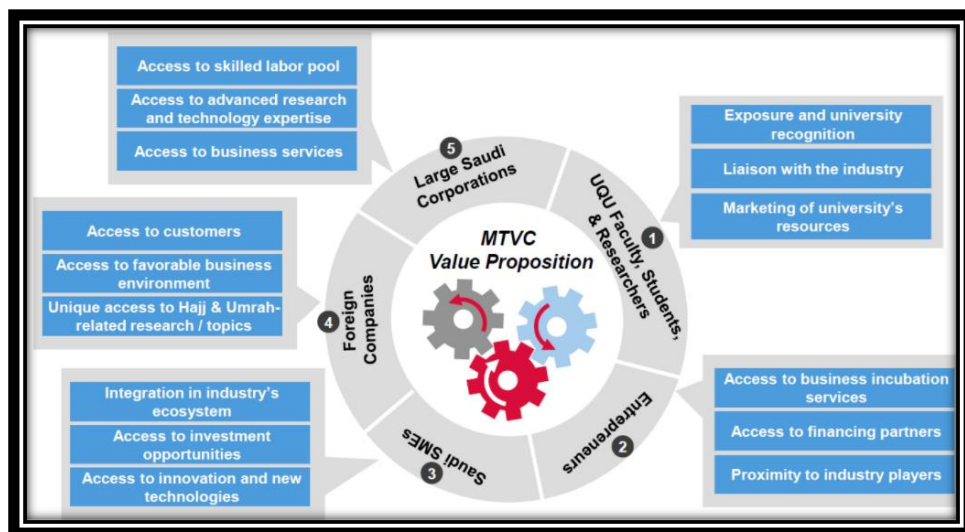 MTVC
Value Proposition
1
UQU Faculty, Students,
& Researchers
Exposure and university
recognition
Liaison with the industry
Marketing of university's
resources
2
Entrepreneurs
Access to business incubation
services
Access to financing partners
Proximity to industry players
3
Saudi SMEs
Integration in industry's
ecosystem
Access to investment
opportunities
Access to innovation and new
technologies
4
Foreign
Companies
Access to customers
Access to favorable business
environment
Unique access to Hajj & Umrah-
related research / topics
5
Large Saudi
Corporations
Access to skilled labor pool
Access to advanced research
and technology expertise
Access to business services